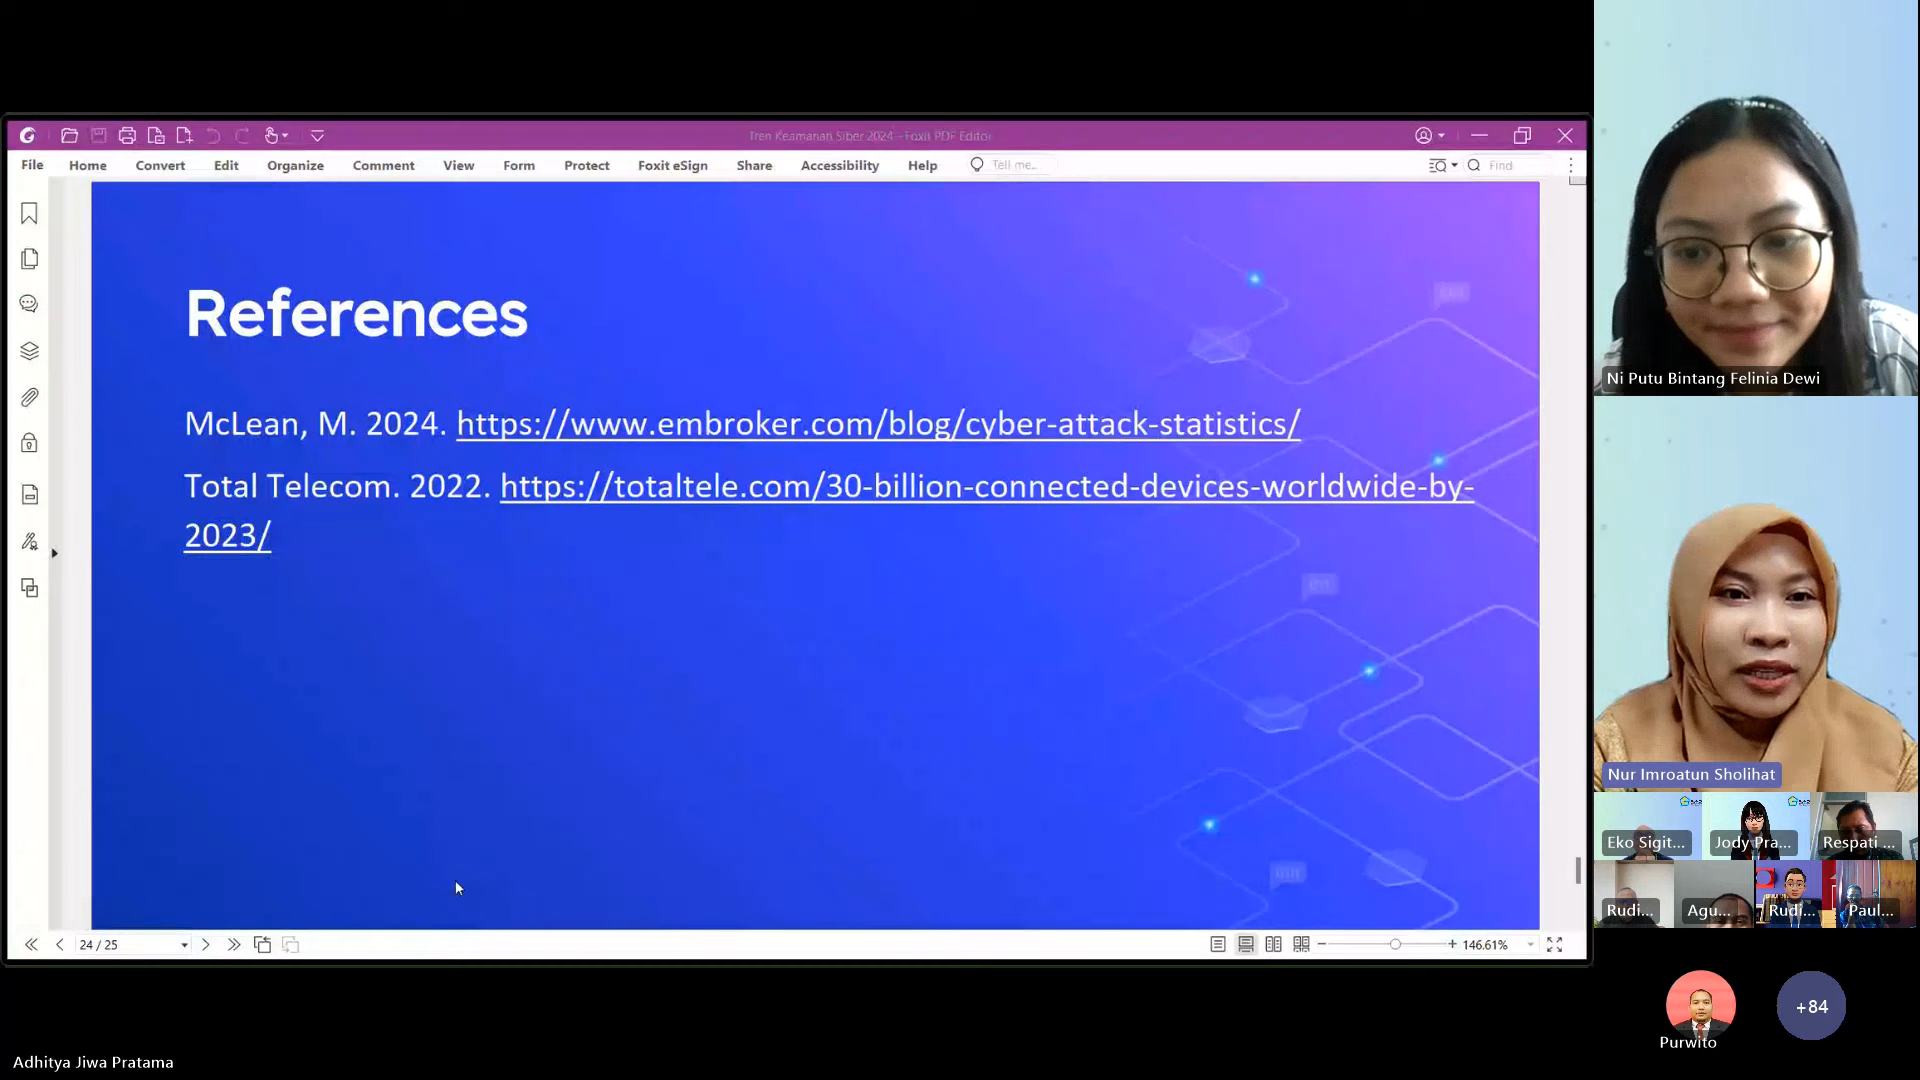 Tren Keamanan Siber 2024 - Foxit PDF Editor
File Home Convert Edit Organize Comment View Form Protect Foxit eSign Share Accessibility Help Tell me.. Find
References
McLean, M. 2024. https://www.embroker.com/blog/cyber-attack-statistics/
Total Telecom. 2022. https://totaltele.com/30-billion-connected-devices-worldwide-by-
2023/
24 / 25
146.61%
Ni Putu Bintang Felinia Dewi
Nur Imroatun Sholihat
Eko Sigit... Jody Pra... Respati ...
Rudi... Agu... Rudi... Paul...
Purwito
+84
Adhitya Jiwa Pratama